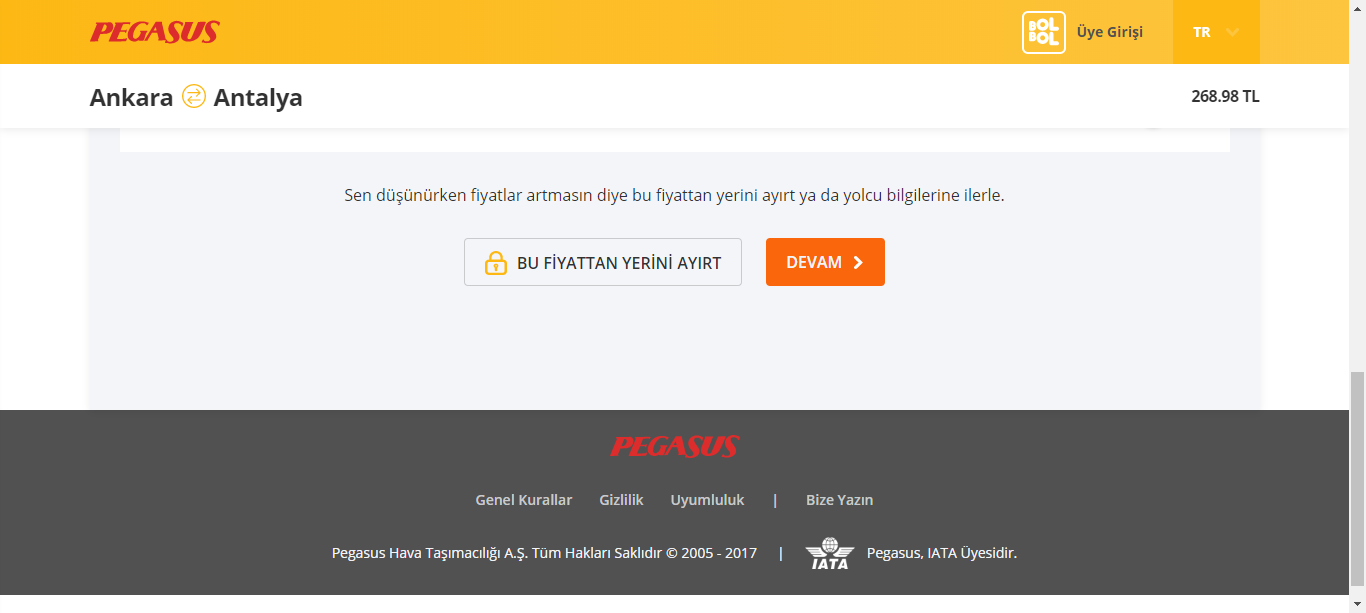 PEGASUS
BOL BOL
Üye Girişi
TR
Ankara Antalya
268.98 TL
Sen düşünürken fiyatlar artmasın diye bu fiyattan yerini ayırt ya da yolcu bilgilerine ilerle.
BU FİYATTAN YERİNİ AYIRT
DEVAM
PEGASUS
Genel Kurallar Gizlilik Uyumluluk | Bize Yazın
Pegasus Hava Taşımacılığı A.Ş. Tüm Hakları Saklıdır © 2005 - 2017 | IATA Pegasus, IATA Üyesidir.